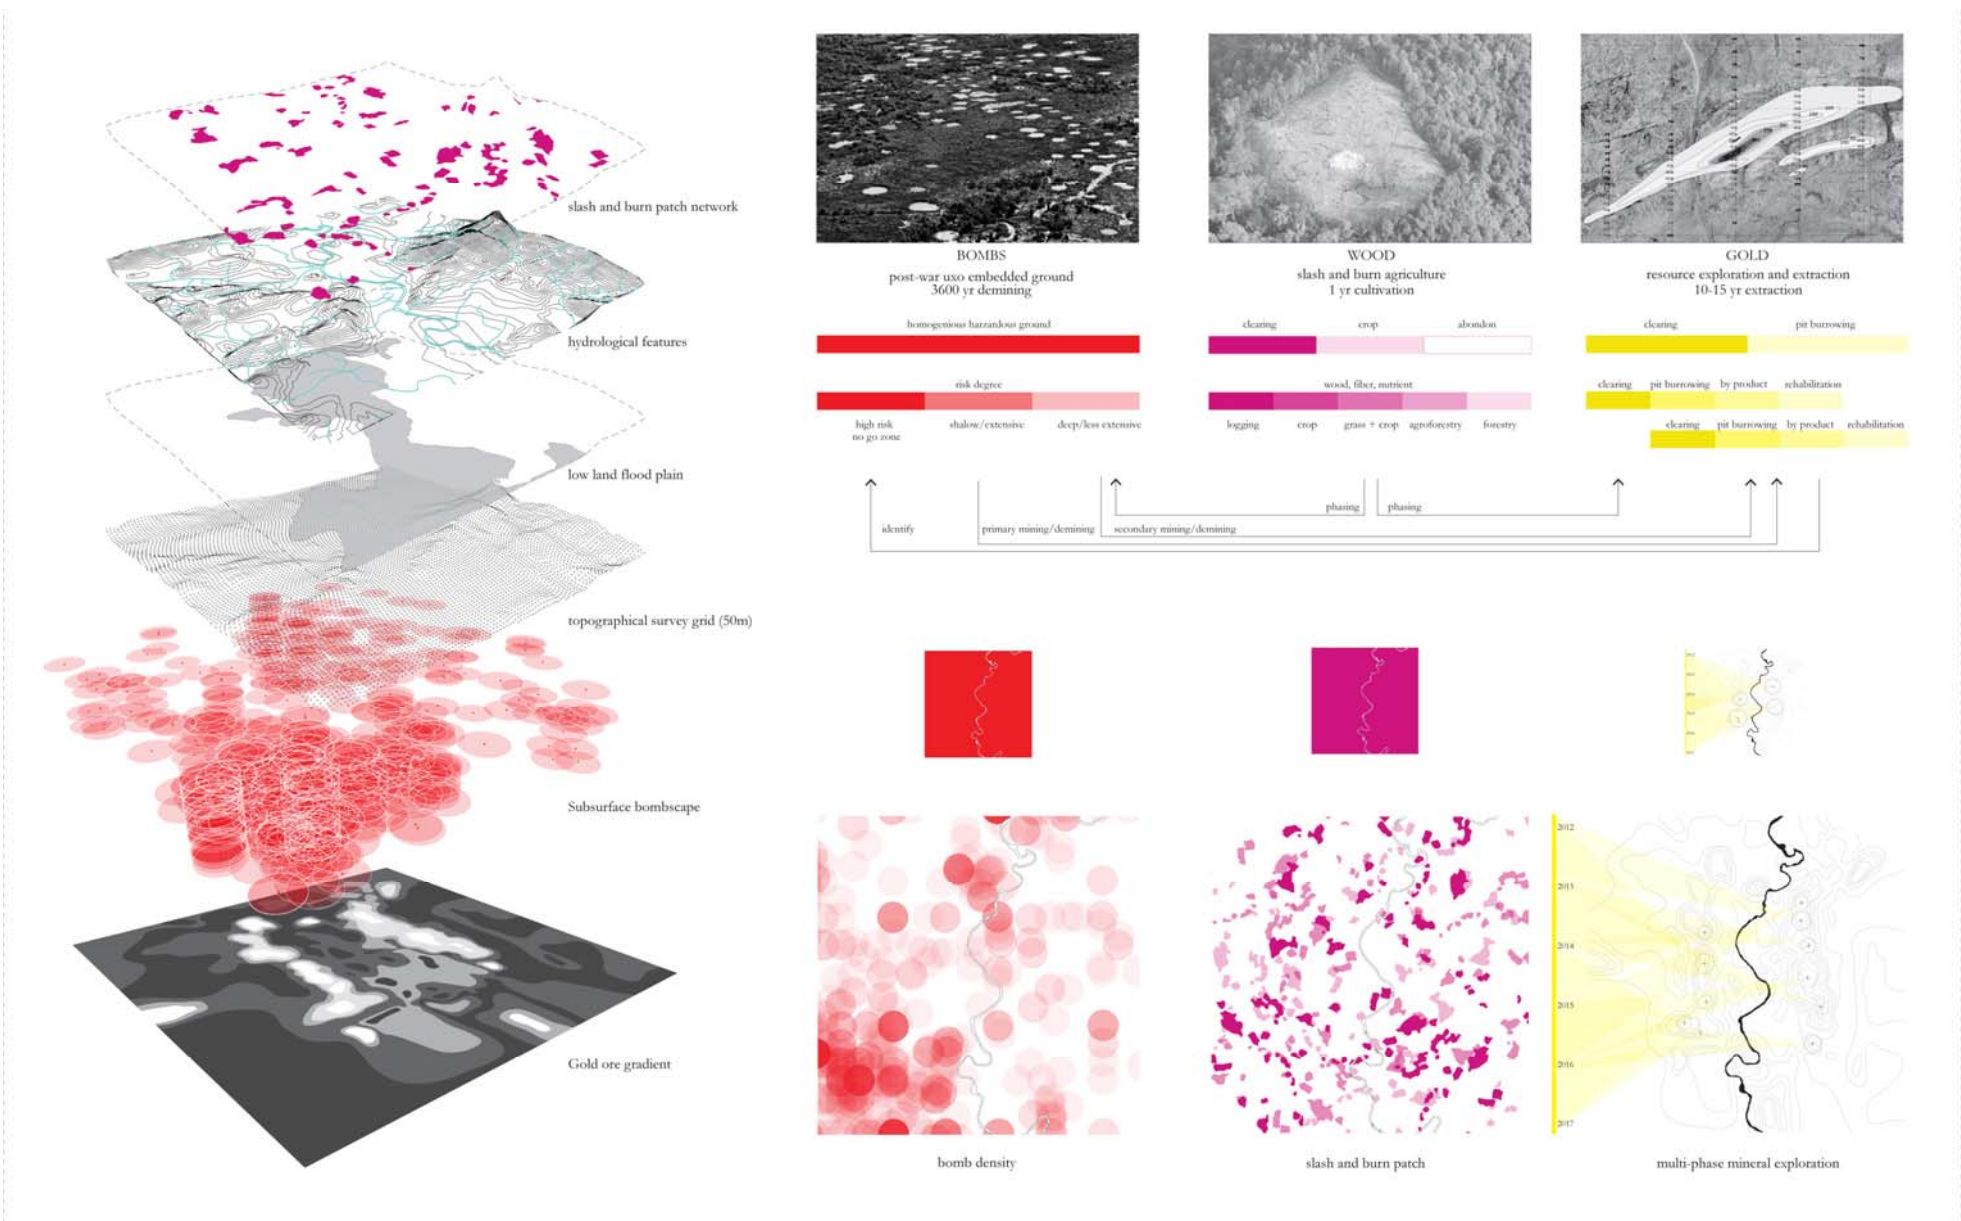 slash and burn patch network
hydrological features
low land flood plain
topographical survey grid (50m)
Subsurface bombscape
Gold ore gradient
BOMBS
post-war uxo embedded ground
3600 yr demining
homogenious harzardous ground
risk degree
high risk
no go zone
shalow/extensive
deep/less extensive
WOOD
slash and burn agriculture
1 yr cultivation
clearing
crop
abondon
wood, fiber, nutrient
logging
crop
grass + crop
agroforestry
forestry
GOLD
resource exploration and extraction
10-15 yr extraction
clearing
pit burrowing
clearing
pit burrowing
by product
rehabilitation
clearing
pit burrowing
by product
rehabilitation
identify
primary mining/demining
secondary mining/demining
phasing
phasing
2012
2013
2014
2015
2016
2017
bomb density
slash and burn patch
multi-phase mineral exploration